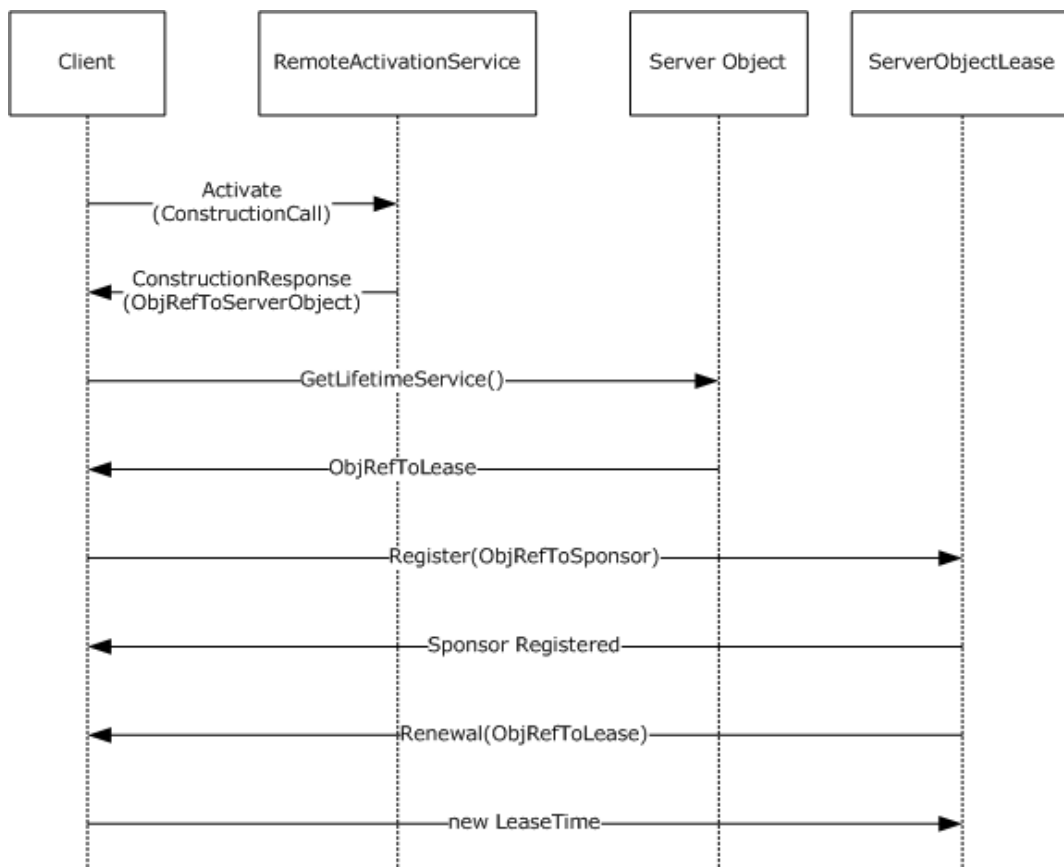 Client
RemoteActivationService
Server Object
ServerObjectLease
Activate
(ConstructionCall)
ConstructionResponse
(ObjRefToServerObject)
GetLifetimeService()
ObjRefToLease
Register(ObjRefToSponsor)
Sponsor Registered
Renewal(ObjRefToLease)
new LeaseTime